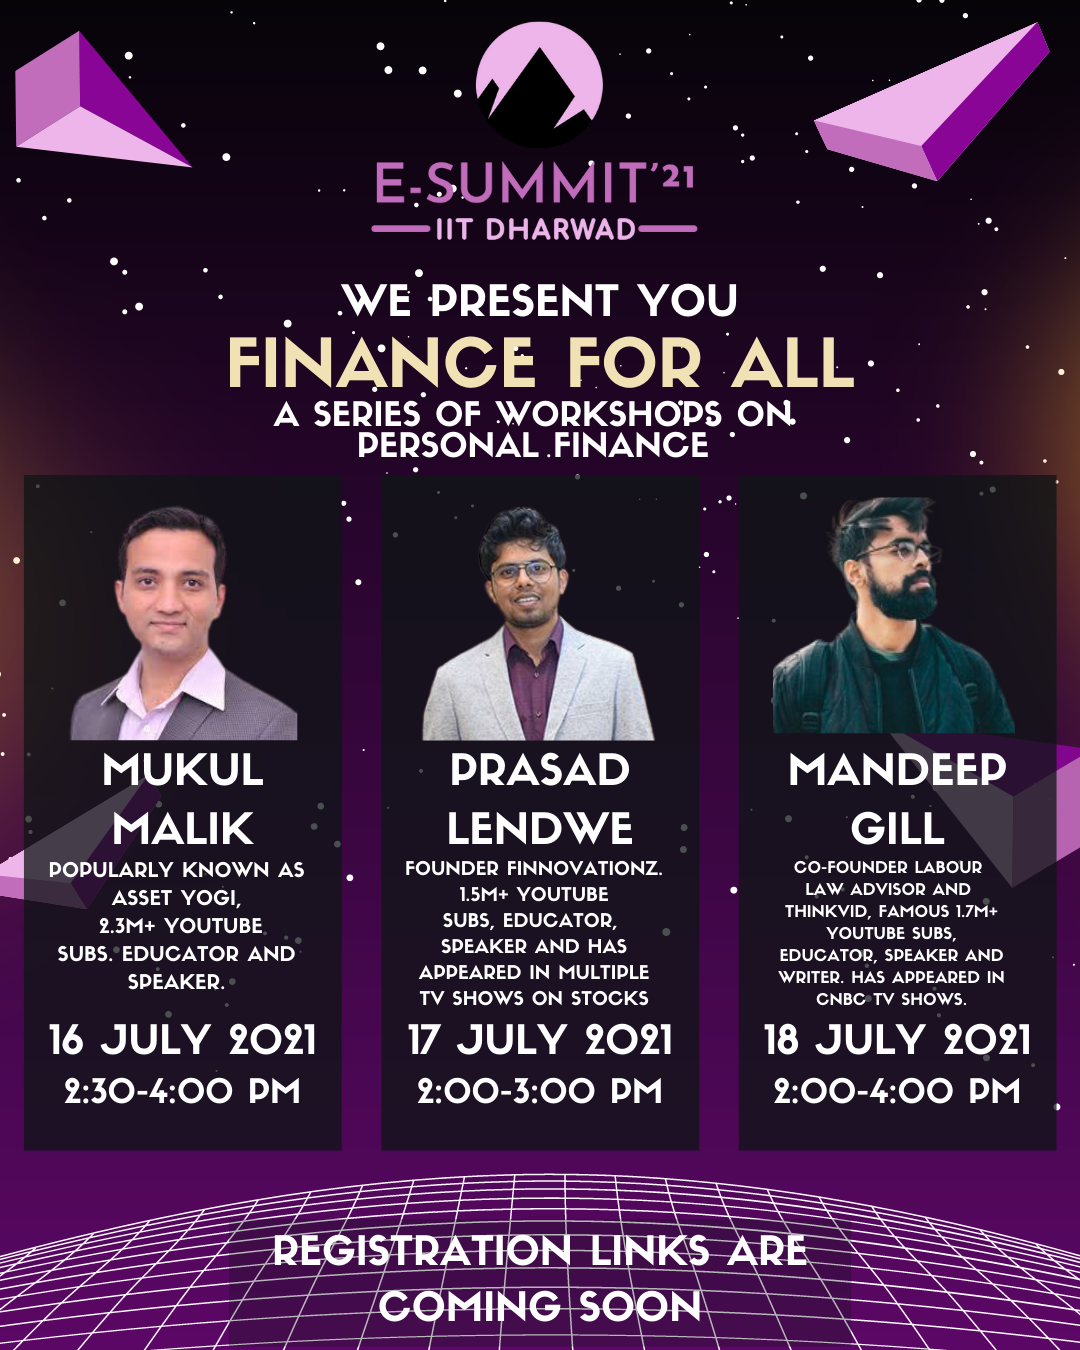 E-SUMMIT'21
IIT DHARWAD
WE PRESENT YOU
FINANCE FOR ALL
A SERIES OF WORKSHOPS ON
PERSONAL FINANCE
MUKUL
MALIK
POPULARLY KNOWN AS
ASSET YOGI,
2.3M+ YOUTUBE
SUBS. EDUCATOR AND
SPEAKER.
16 JULY 2021
2:30-4:00 PM
PRASAD
LENDWE
FOUNDER FINNOVATIONZ.
1.5M+ YOUTUBE
SUBS, EDUCATOR,
SPEAKER AND HAS
APPEARED IN MULTIPLE
TV SHOWS ON STOCKS
17 JULY 2021
2:00-3:00 PM
MANDEEP
GILL
CO-FOUNDER LABOUR
LAW ADVISOR AND
THINKVID, FAMOUS 1.7M+
YOUTUBE SUBS,
EDUCATOR, SPEAKER AND
WRITER. HAS APPEARED IN
CNBC TV SHOWS.
18 JULY 2021
2:00-4:00 PM
REGISTRATION LINKS ARE
COMING SOON